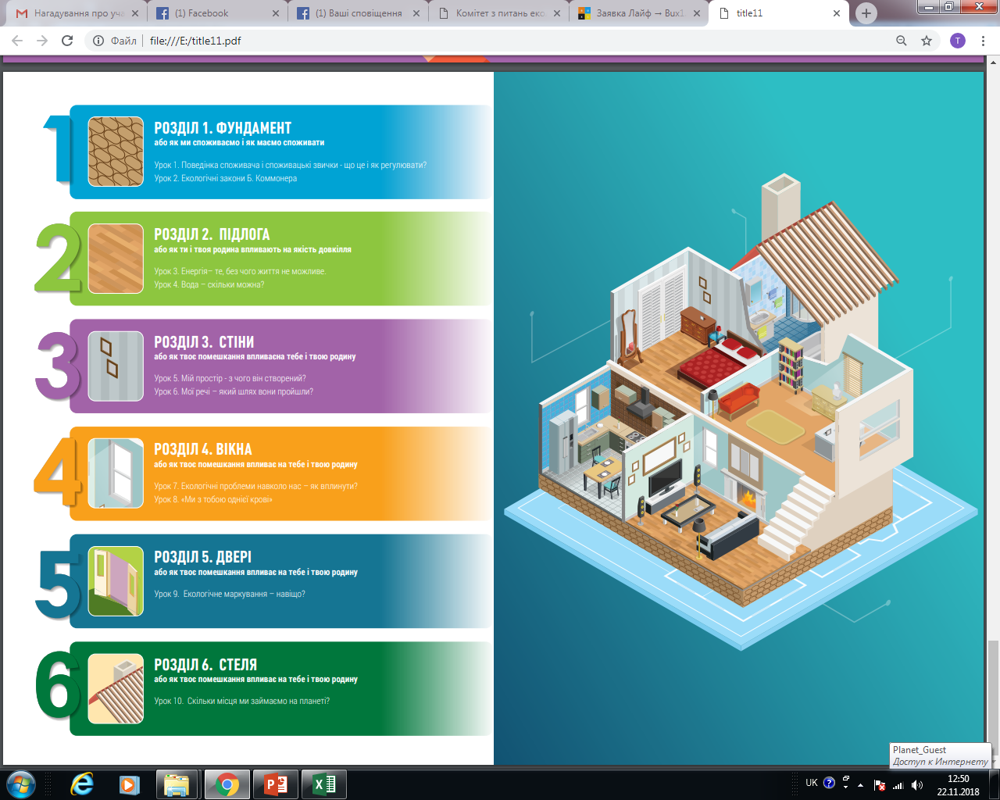 Нагадування про уча
(1) Facebook
(1) Ваші сповіщення
Комітет з питань еко
Заявка Лайф → Bux1
title11
Файл
file:///E:/title11.pdf
T
1
РОЗДІЛ 1. ФУНДАМЕНТ
або як ми споживаємо і як маємо споживати
Урок 1. Поведінка споживача і споживацькі звички - що це і як регулювати?
Урок 2. Екологічні закони Б. Коммонера
2
РОЗДІЛ 2. ПІДЛОГА
або як ти і твоя родина впливають на якість довкілля
Урок 3. Енергія– те, без чого життя не можливе.
Урок 4. Вода – скільки можна?
3
РОЗДІЛ 3. СТІНИ
або як твоє помешкання впливаєна тебе і твою родину
Урок 5. Мій простір - з чого він створений?
Урок 6. Мої речі – який шлях вони пройшли?
4
РОЗДІЛ 4. ВІКНА
або як твоє помешкання впливає на тебе і твою родину
Урок 7. Екологічні проблеми навколо нас – як вплинути?
Урок 8. «Ми з тобою однієї крові»
5
РОЗДІЛ 5. ДВЕРІ
або як твоє помешкання впливає на тебе і твою родину
Урок 9. Екологічне маркування – навіщо?
6
РОЗДІЛ 6. СТЕЛЯ
або як твоє помешкання впливає на тебе і твою родину
Урок 10. Скільки місця ми займаємо на планеті?
Planet_Guest
Доступ к Интернету
UK
12:50
22.11.2018